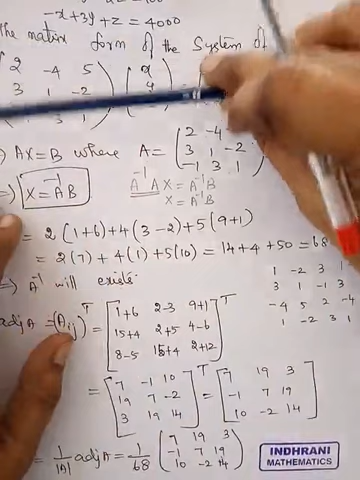 -x+3y+z = 4000
The matrix form of the System of
2 -4 5 x
3 1 -2 y
3 1
AX=B where A= 2 -4
3 1 -2
-1 3 1
⇒ X = A⁻¹B A⁻¹A X = A⁻¹B
X = A⁻¹B
= 2(1+6)+4(3-2)+5(9+1)
= 2(7)+4(1)+5(10) = 14+4+50 = 68
⇒ A⁻¹ will exists
1 -2 3 1
3 1 -1 3
-4 5 2 -4
1 -2 3 1
adjA = (Aij)ᵀ = [1+6 2-3 9+1]ᵀ
15+4 2+5 4-6
8-5 15+4 2+12
= [7 -1 10]ᵀ = [7 19 3]
19 7 -2 -1 7 19
3 19 14 10 -2 14
= 1/|A| adjA = 1/68 (7 19 3)
-1 7 19
10 -2 14
INDHRANI
MATHEMATICS